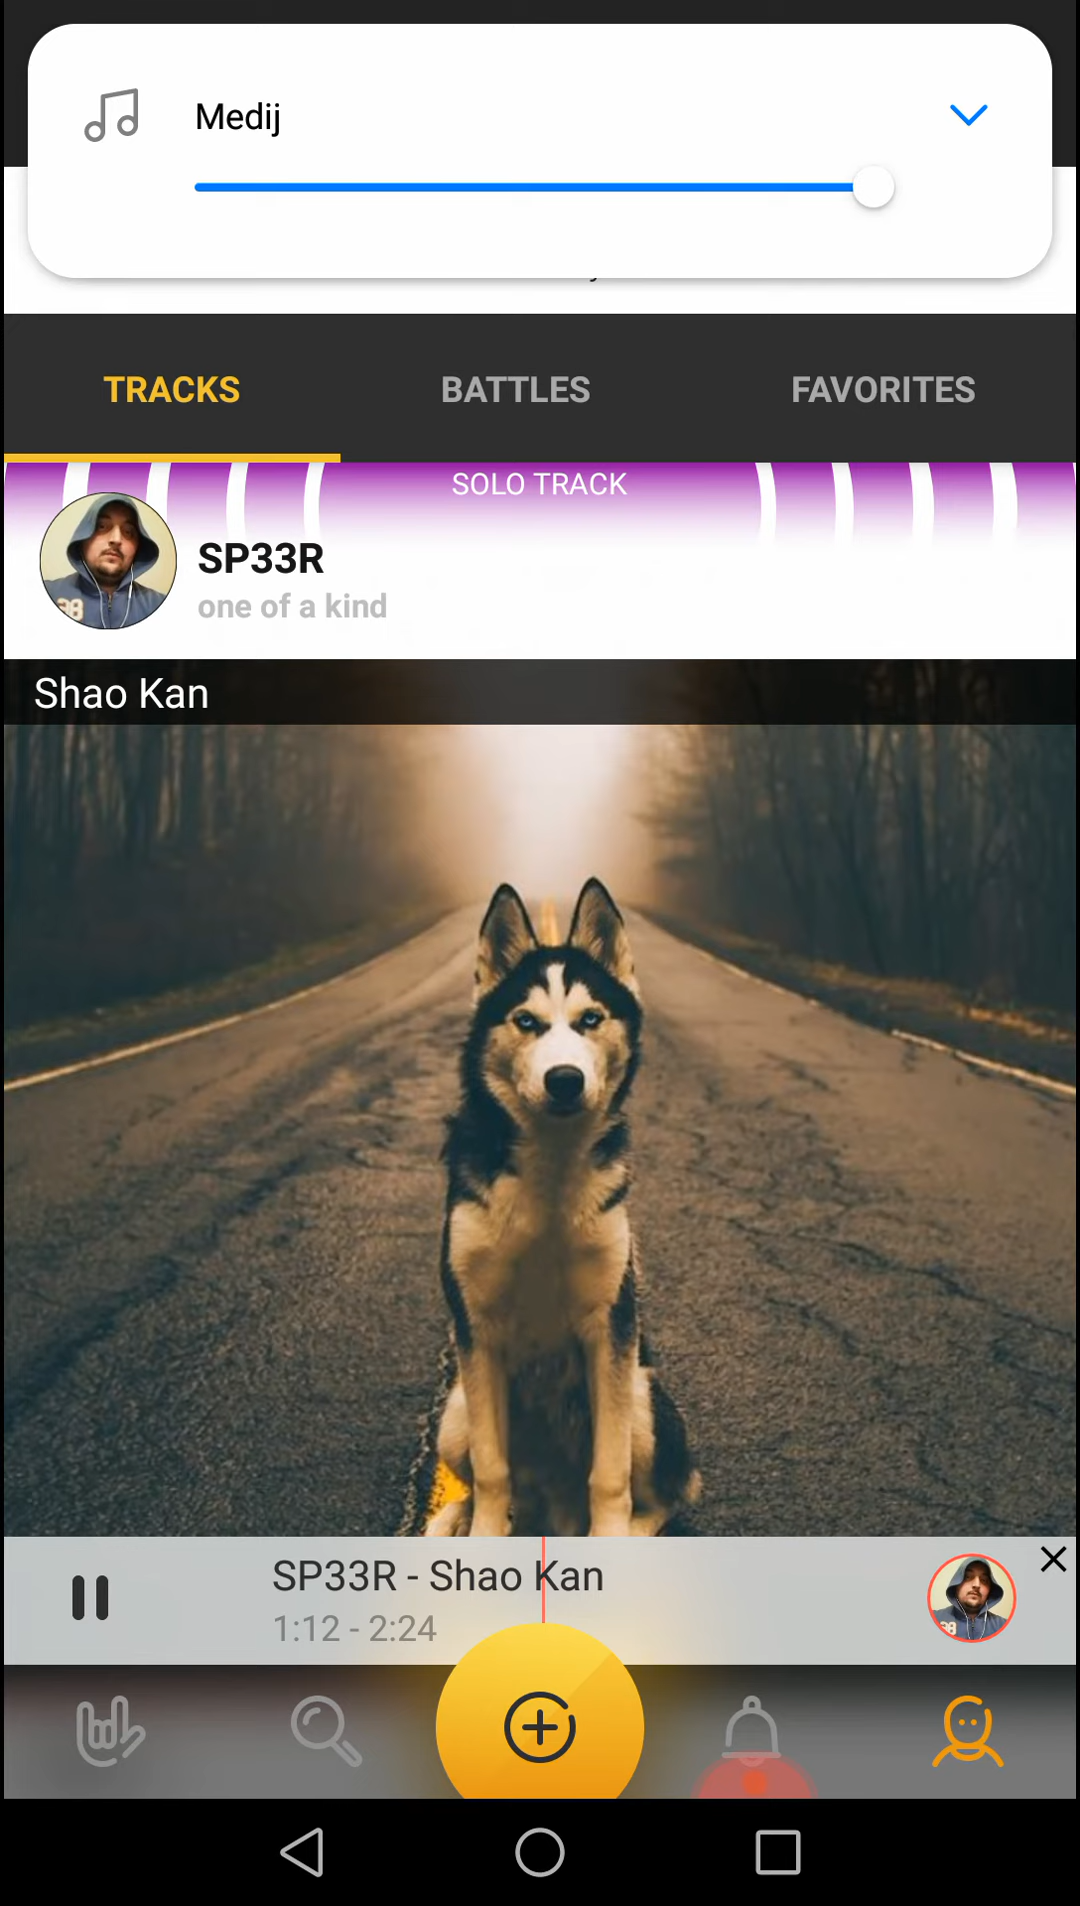 Medij
TRACKS
BATTLES
FAVORITES
SOLO TRACK
SP33R
one of a kind
Shao Kan
SP33R - Shao Kan
1:12 - 2:24